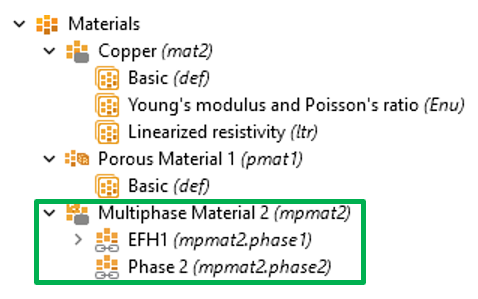 Materials
Copper (mat2)
Basic (def)
Young's modulus and Poisson's ratio (Enu)
Linearized resistivity (ltr)
Porous Material 1 (pmat1)
Basic (def)
Multiphase Material 2 (mpmat2)
EFH1 (mpmat2.phase1)
Phase 2 (mpmat2.phase2)